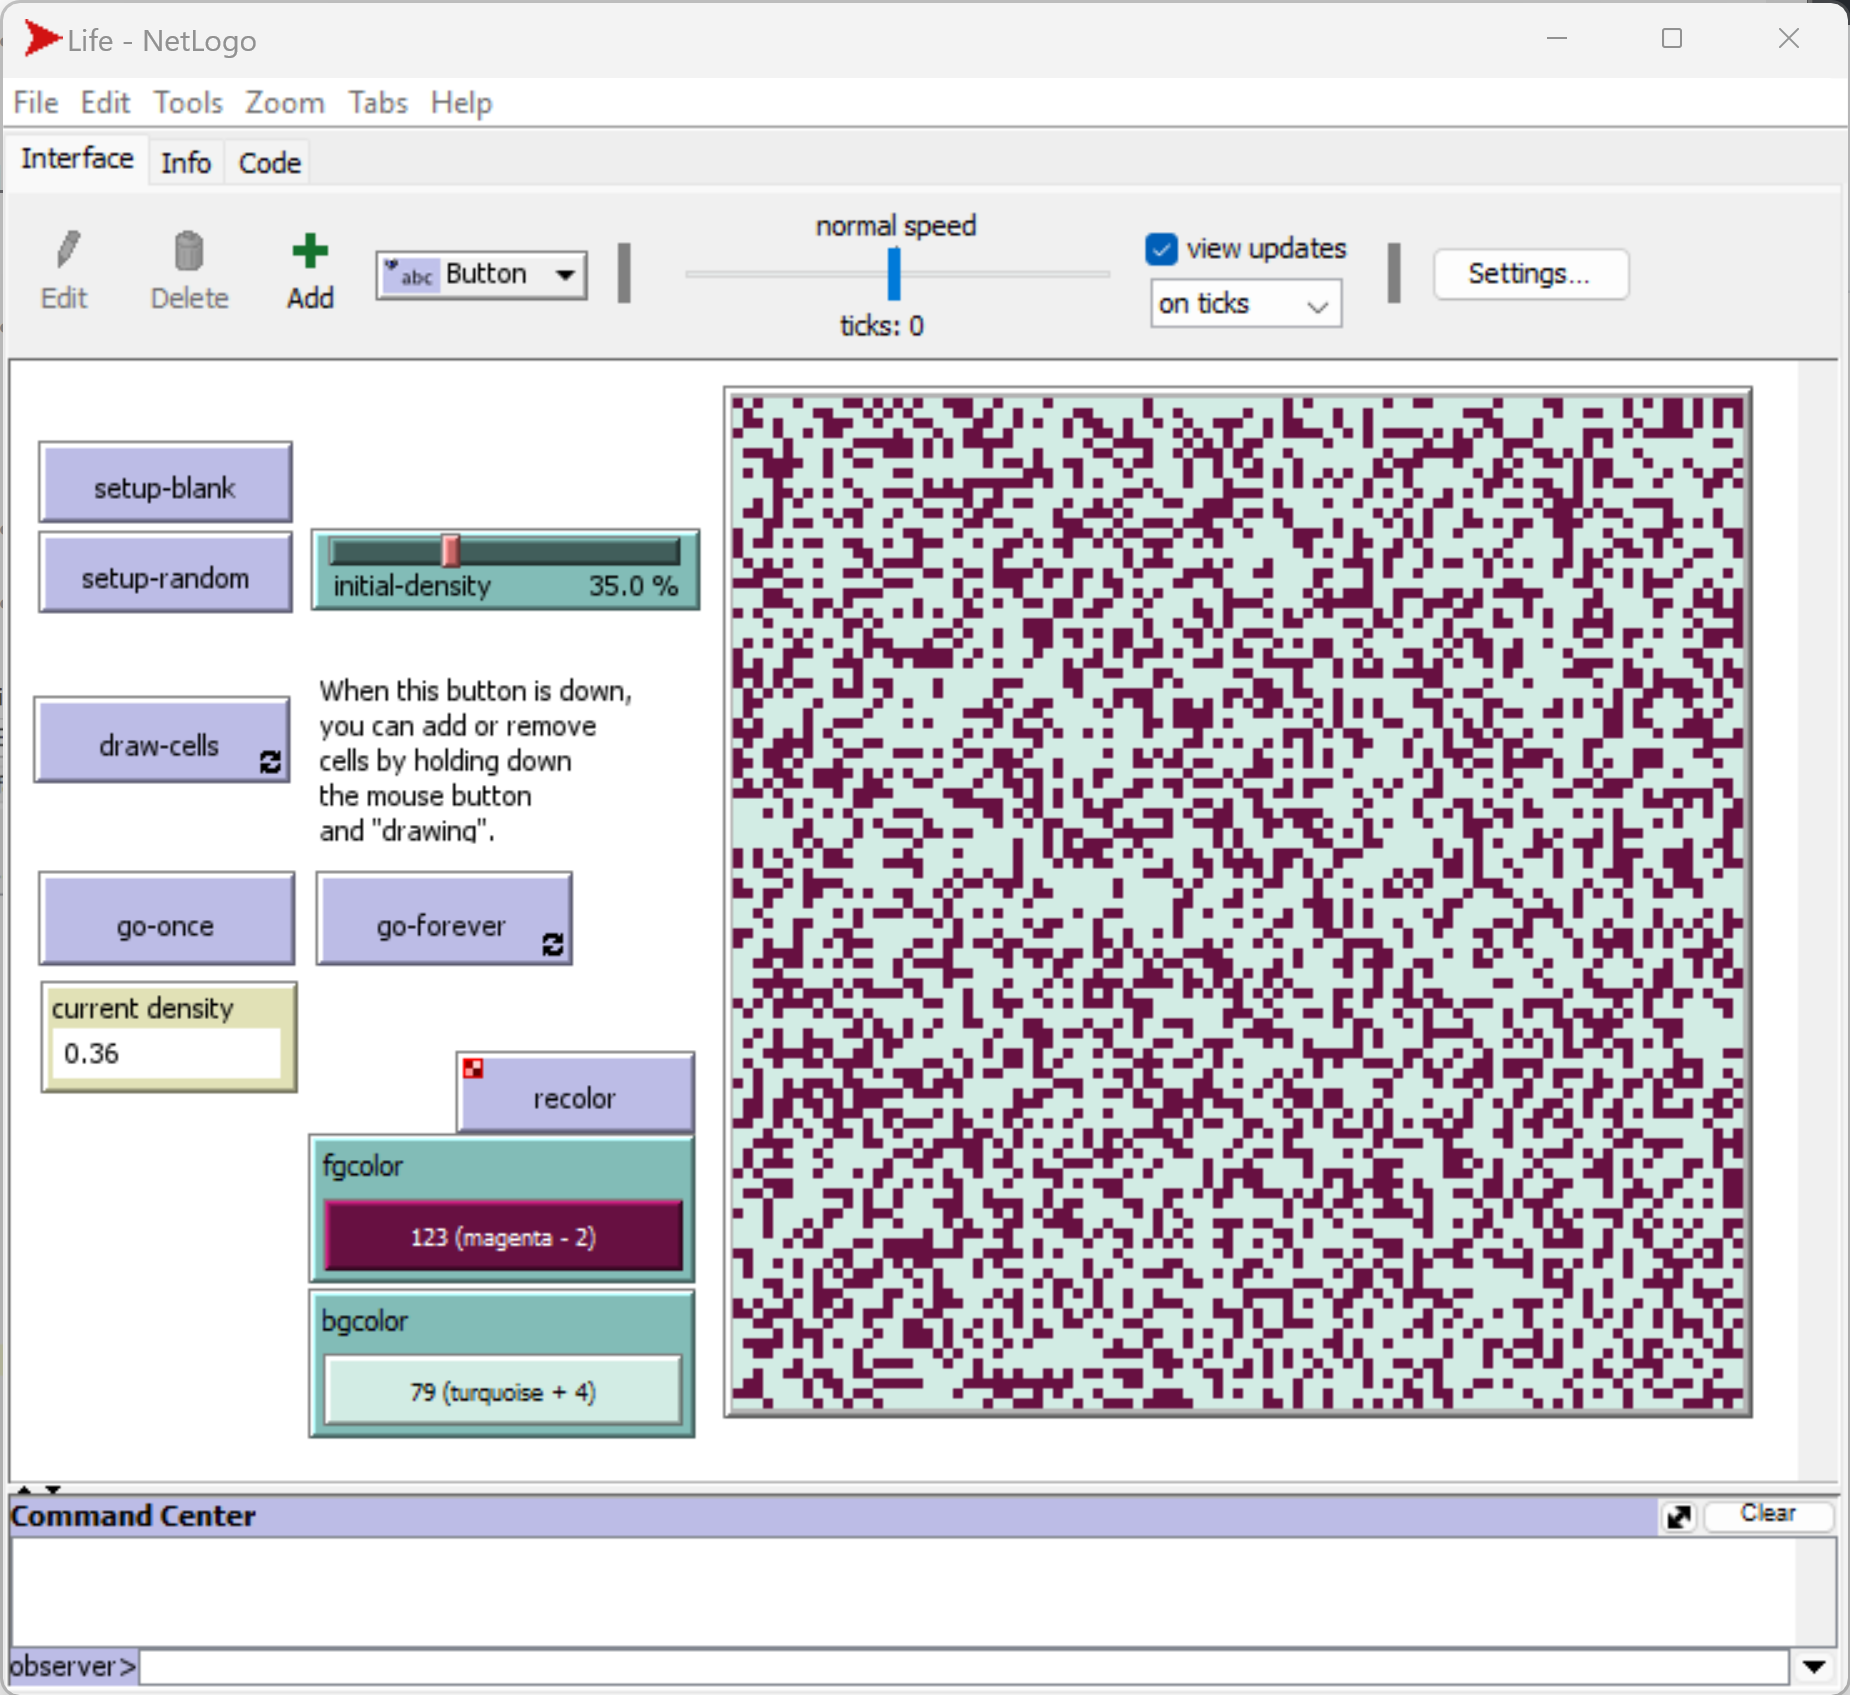 Life - NetLogo
File Edit Tools Zoom Tabs Help
Interface Info Code
normal speed
Edit Delete Add abc Button
ticks: 0
view updates
on ticks
Settings...
setup-blank
setup-random
initial-density 35.0 %
draw-cells
When this button is down,
you can add or remove
cells by holding down
the mouse button
and "drawing".
go-once
go-forever
current density
0.36
recolor
fgcolor
123 (magenta - 2)
bgcolor
79 (turquoise + 4)
Command Center
Clear
observer>